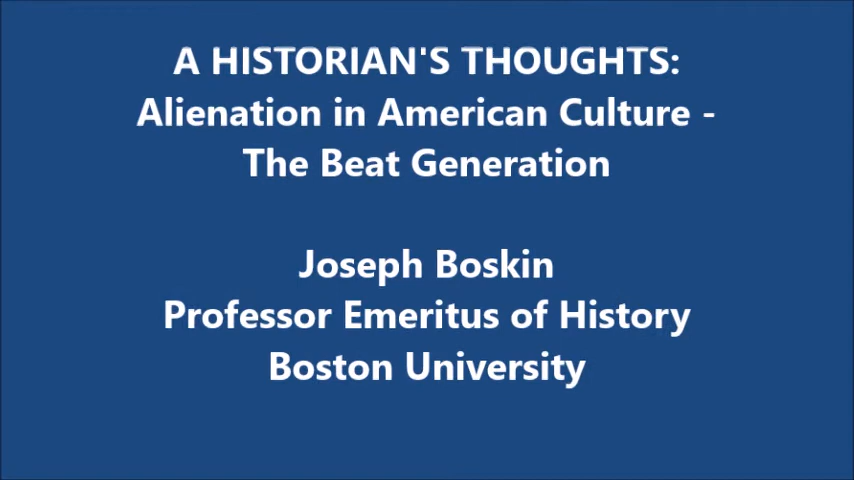 A HISTORIAN'S THOUGHTS:
Alienation in American Culture -
The Beat Generation
Joseph Boskin
Professor Emeritus of History
Boston University